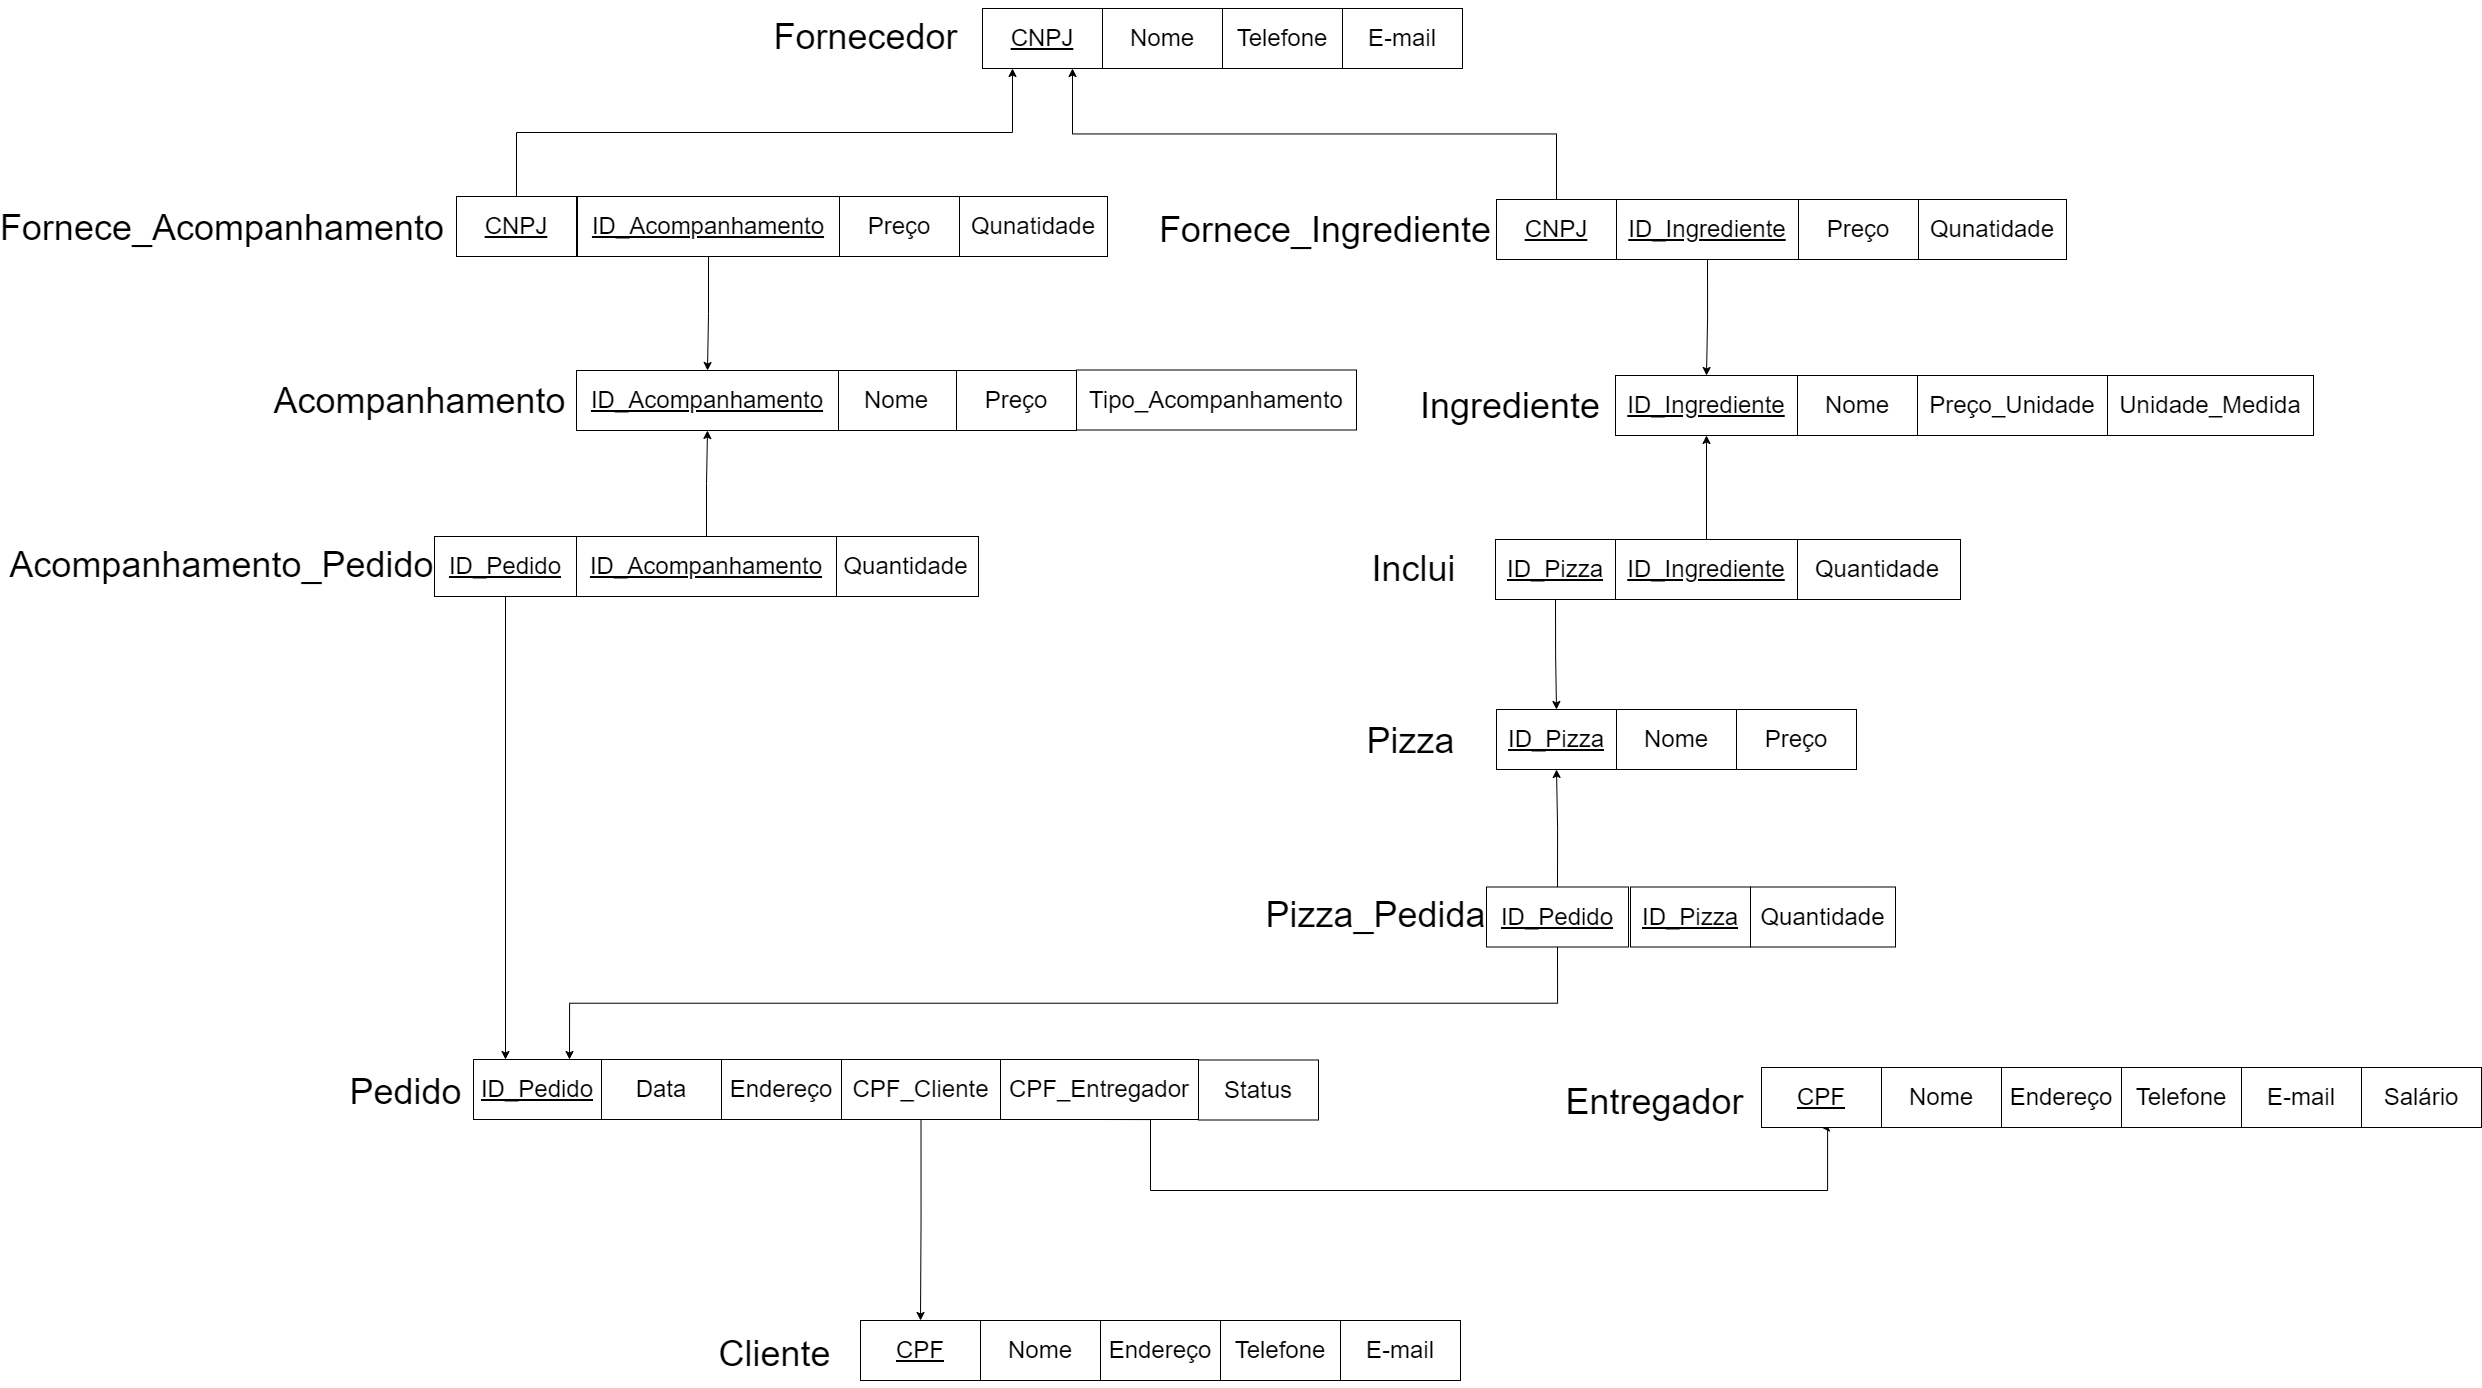 Fornecedor CNPJ Nome Telefone E-mail
Fornece_Acompanhamento CNPJ ID_Acompanhamento Preço Qunatidade
Fornece_Ingrediente CNPJ ID_Ingrediente Preço Qunatidade
Acompanhamento ID_Acompanhamento Nome Preço Tipo_Acompanhamento
Ingrediente ID_Ingrediente Nome Preço_Unidade Unidade_Medida
Acompanhamento_Pedido ID_Pedido ID_Acompanhamento Quantidade
Inclui ID_Pizza ID_Ingrediente Quantidade
Pizza ID_Pizza Nome Preço
Pizza_Pedida ID_Pedido ID_Pizza Quantidade
Pedido ID_Pedido Data Endereço CPF_Cliente CPF_Entregador Status
Entregador CPF Nome Endereço Telefone E-mail Salário
Cliente CPF Nome Endereço Telefone E-mail